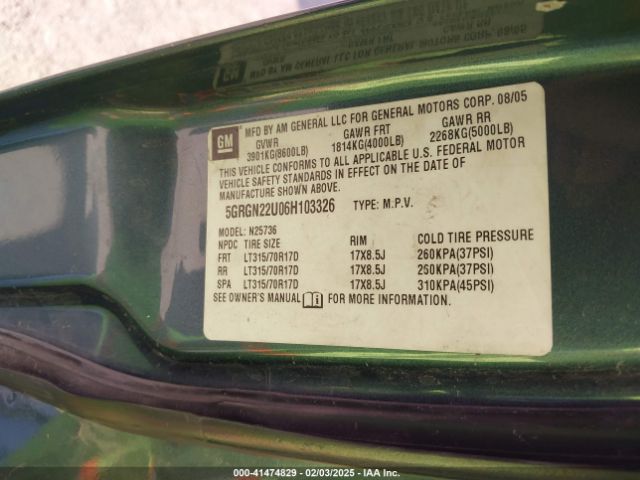 GM MFD BY AM GENERAL LLC FOR GENERAL MOTORS CORP. 08/05
GVWR GAWR FRT GAWR RR
3901KG(8600LB) 1814KG(4000LB) 2268KG(5000LB)
THIS VEHICLE CONFORMS TO ALL APPLICABLE U.S. FEDERAL MOTOR
VEHICLE SAFETY STANDARDS IN EFFECT ON THE DATE OF
MANUFACTURE SHOWN ABOVE.
5GRGN22U06H103326 TYPE: M.P.V.
MODEL: N25736
NPDC TIRE SIZE RIM COLD TIRE PRESSURE
FRT LT315/70R17D 17X8.5J 260KPA(37PSI)
RR LT315/70R17D 17X8.5J 250KPA(37PSI)
SPA LT315/70R17D 17X8.5J 310KPA(45PSI)
SEE OWNER'S MANUAL FOR MORE INFORMATION.
000-41474829 - 02/03/2025 - IAA Inc.